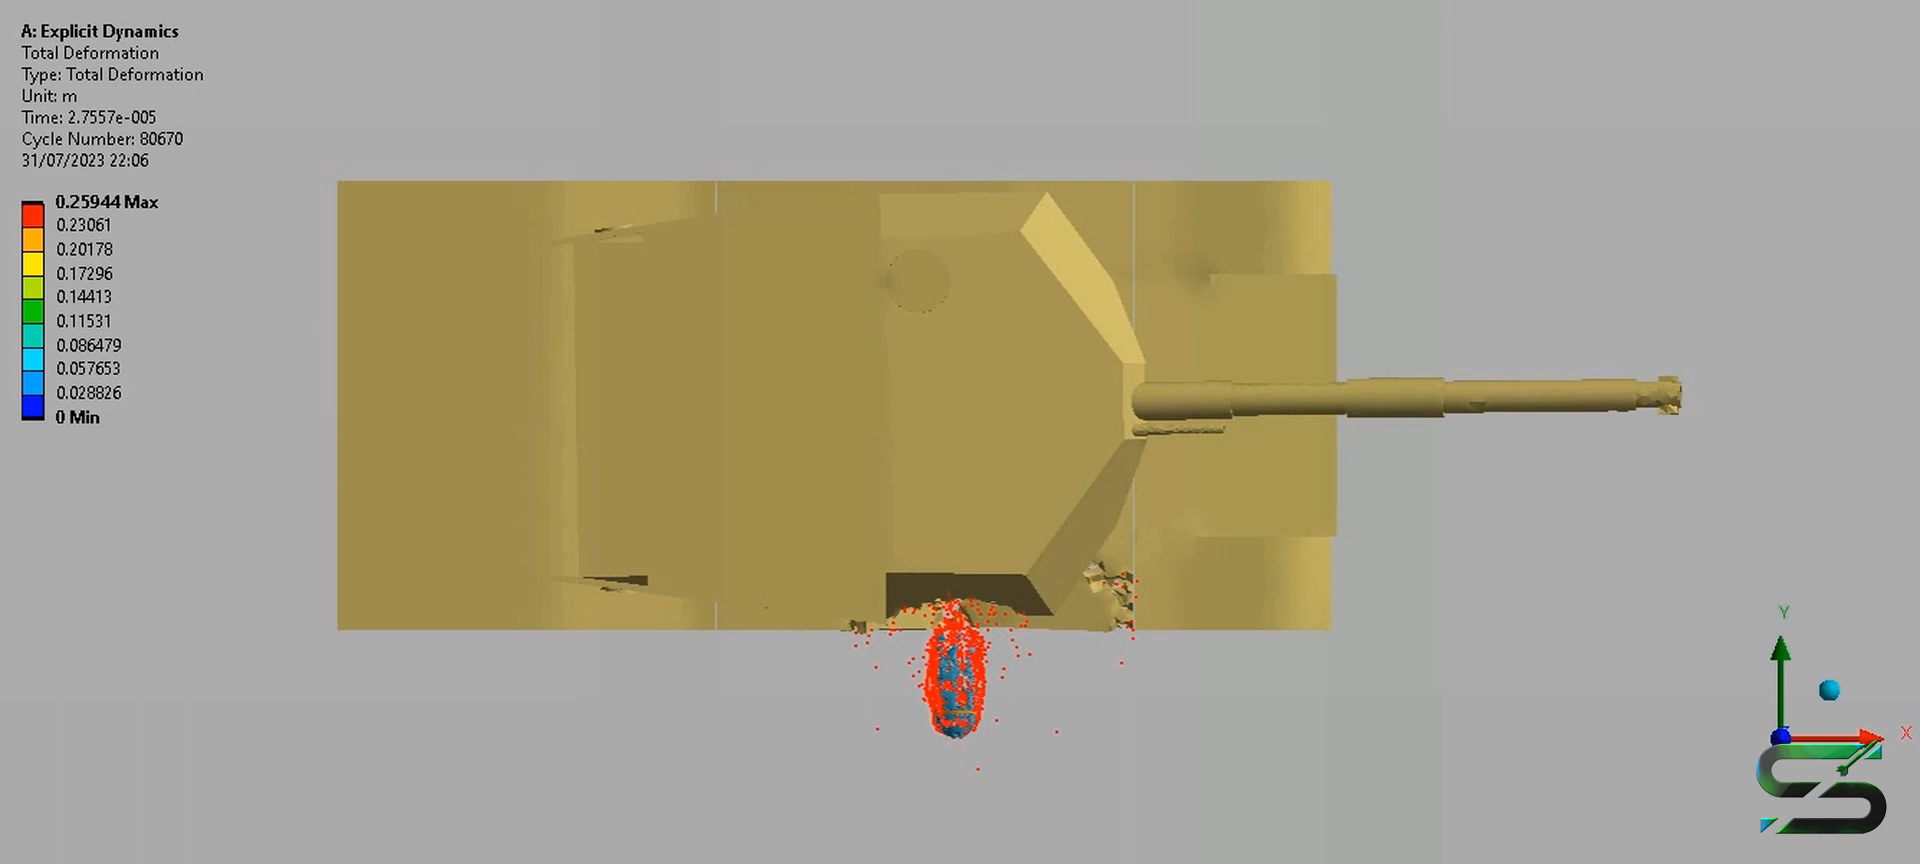 A: Explicit Dynamics
Total Deformation
Type: Total Deformation
Unit: m
Time: 2.7557e-005
Cycle Number: 80670
31/07/2023 22:06
0.25944 Max
0.23061
0.20178
0.17296
0.14413
0.11531
0.086479
0.057653
0.028826
0 Min
Y
X